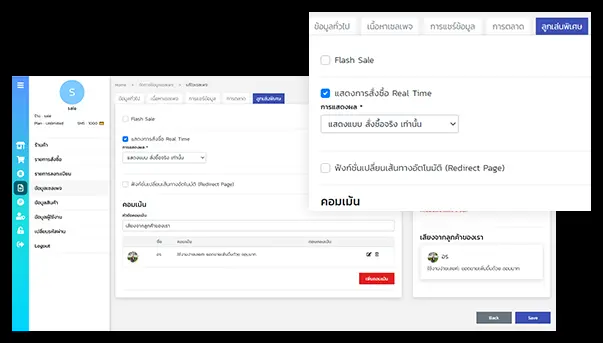 ข้อมูลทั่วไป เนื้อหาเซลเพจ การแชร์ข้อมูล การตลาด ลูกเล่นพิเศษ
Flash Sale
แสดงการสั่งซื้อ Real Time
การแสดงผล *
แสดงแบบ สั่งซื้อจริง เท่านั้น
ฟังก์ชั่นเปลี่ยนเส้นทางอัตโนมัติ (Redirect Page)
คอมเม้น
S
sale
ร้าน : sale
Home
ข้อมูลทั่วไป เนื้อหาเซลเพจ การแชร์ข้อมูล การตลาด ลูกเล่นพิเศษ
Flash Sale
แสดงการสั่งซื้อ Real Time
การแสดงผล *
แสดงแบบ สั่งซื้อจริง เท่านั้น
ฟังก์ชั่นเปลี่ยนเส้นทางอัตโนมัติ (Redirect Page)
ร้านค้า
รายการสั่งซื้อ
รายการลงทะเบียน
ข้อมูลเซลเพจ
ข้อมูลสินค้า
ข้อมูลผู้ใช้งาน
เปลี่ยนรหัสผ่าน
Logout
คอมเม้น
หัวข้อคอมเม้น
เสียงจากลูกค้าของเรา
ชื่อ คอมเม้น
อร.
เพิ่มคอมเม้น
เสียงจากลูกค้าของเรา
อร.
Back Save